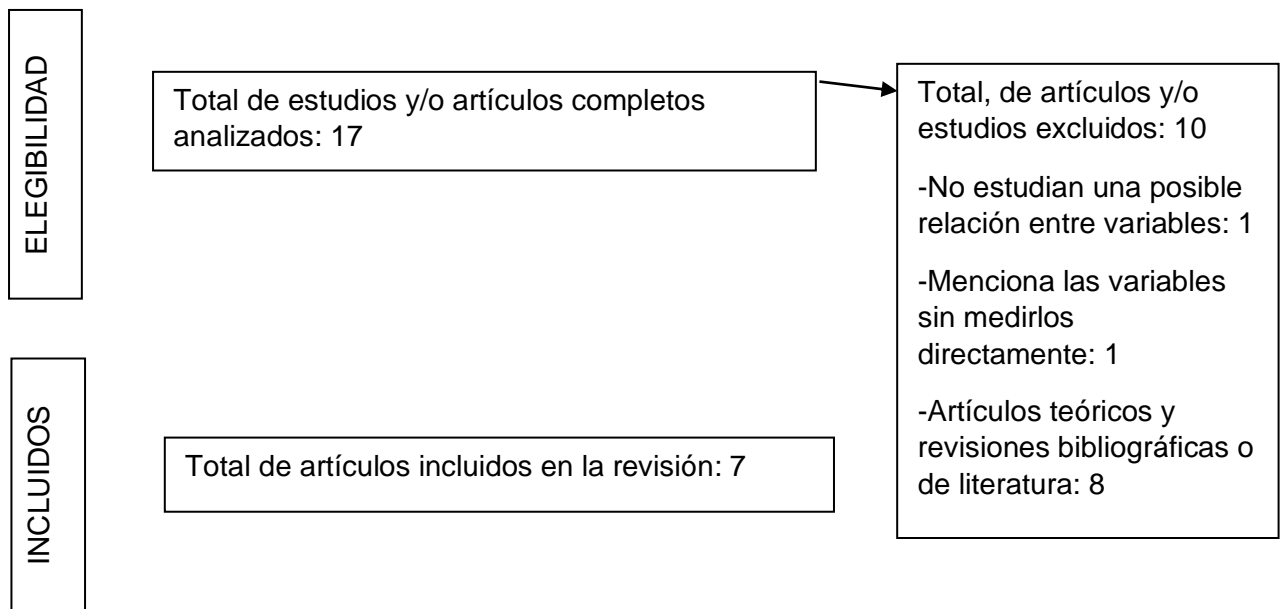 ELEGIBILIDAD
Total de estudios y/o artículos completos
analizados: 17
Total, de artículos y/o
estudios excluidos: 10
-No estudian una posible
relación entre variables: 1
-Menciona las variables
sin medirlos
directamente: 1
-Artículos teóricos y
revisiones bibliográficas o
de literatura: 8
INCLUIDOS
Total de artículos incluidos en la revisión: 7